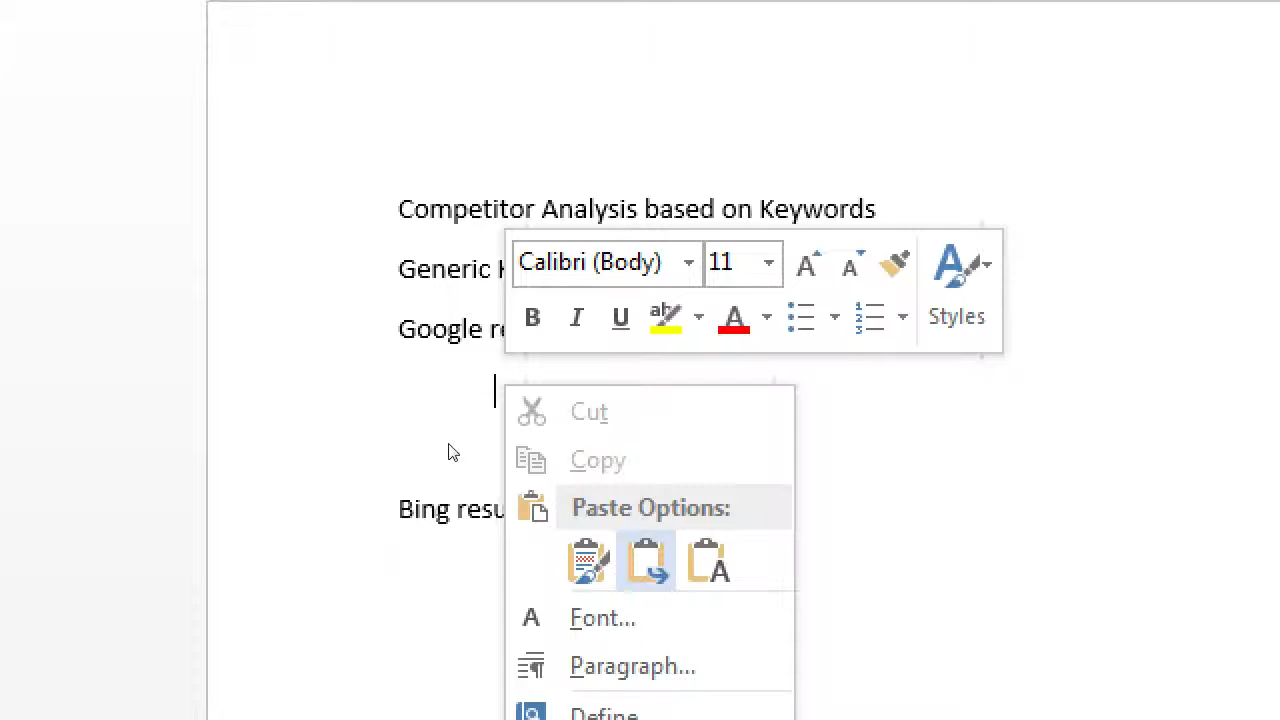 Competitor Analysis based on Keywords
Generic
Calibri (Body) 11
Google
B I U ab A Styles
Cut
Copy
Bing
Paste Options:
Font...
Paragraph...
Define